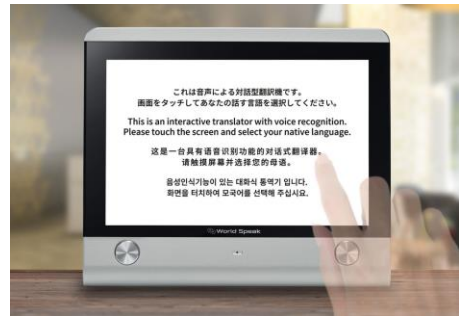 これは音声による対話型翻訳機です。
画面をタッチしてあなたの話す言語を選択してください。
This is an interactive translator with voice recognition.
Please touch the screen and select your native language.
这是一台具有语音识别功能的对话式翻译器。
请触摸屏幕并选择您的母语。
음성인식기능이 있는 대화식 통역기 입니다.
화면을 터치하여 모국어를 선택해 주십시요.
World Speak